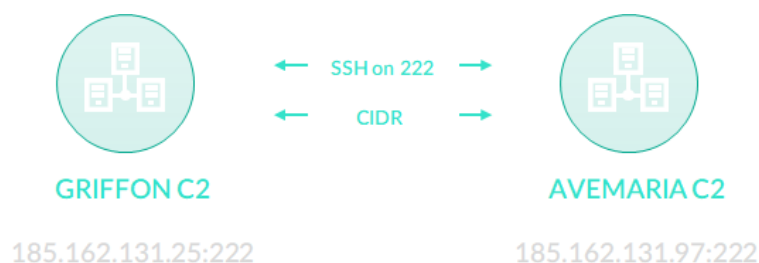 SSH on 222
CIDR
GRIFFON C2
AVEMARIA C2
185.162.131.25:222
185.162.131.97:222